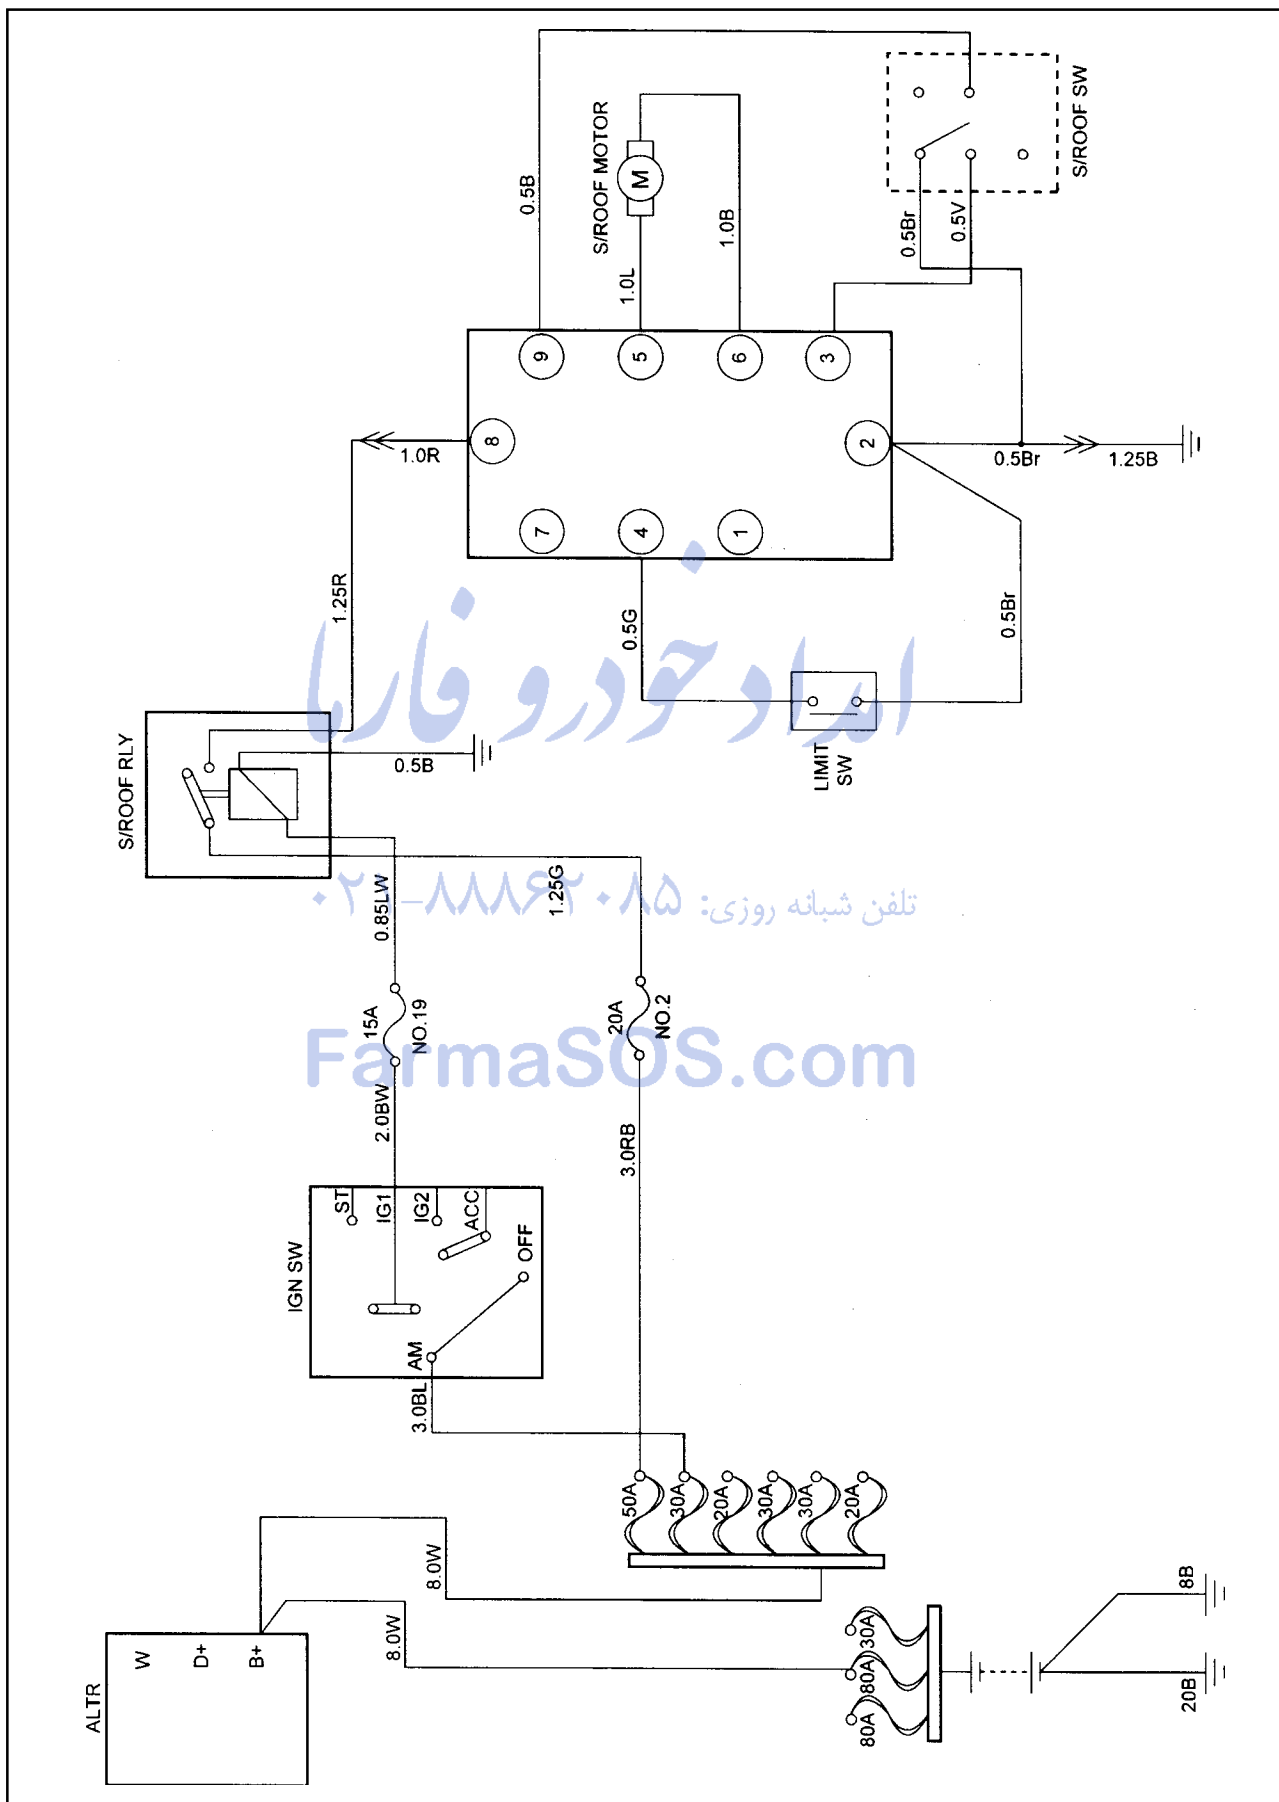 0.5B
S/ROOF MOTOR
M
1.0L
1.0B
S/ROOF SW
0.5Br
0.5V
9
5
6
3
8
2
7
4
1
1.0R
0.5Br
1.25B
1.25R
0.5G
0.5Br
امداد خودرو فارما
S/ROOF RLY
0.5B
LIMIT
SW
0.85LW
1.25G
تلفن شبانه روزی: ۸۸۸۶۲۰۸۵-۰۲۱
15A
NO.19
20A
NO.2
FarmaSOS.com
2.0BW
3.0RB
IGN SW
ST
IG1
IG2
ACC
OFF
AM
3.0BL
50A
30A
20A
30A
30A
20A
8.0W
8.0W
ALTR
W
D+
B+
80A
80A
30A
20B
8B